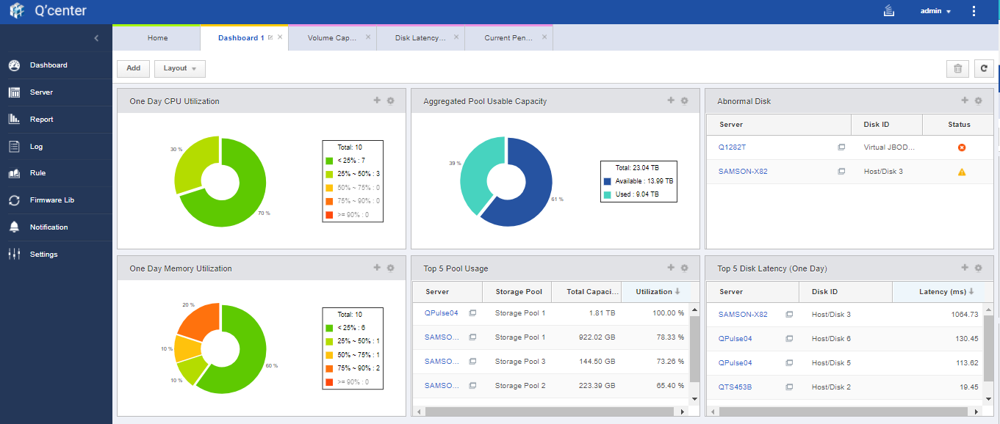 Q'center
admin
Home
Dashboard 1
Volume Cap...
Disk Latency...
Current Pen...
Dashboard
Server
Report
Log
Rule
Firmware Lib
Notification
Settings
Add
Layout
One Day CPU Utilization
30 %
70 %
Total: 10
< 25% : 7
25% ~ 50% : 3
50% ~ 75% : 0
75% ~ 90% : 0
>= 90% : 0
Aggregated Pool Usable Capacity
39 %
61 %
Total: 23.04 TB
Available : 13.99 TB
Used : 9.04 TB
Abnormal Disk
Server Disk ID Status
Q1282T Virtual JBOD...
SAMSON-X82 Host/Disk 3
One Day Memory Utilization
20 %
10 %
10 %
60 %
Total: 10
< 25% : 6
25% ~ 50% : 1
50% ~ 75% : 1
75% ~ 90% : 2
>= 90% : 0
Top 5 Pool Usage
Server Storage Pool Total Capaci... Utilization
QPulse04 Storage Pool 1 1.81 TB 100.00 %
SAMSO... Storage Pool 1 922.02 GB 78.33 %
SAMSO... Storage Pool 3 144.50 GB 73.26 %
SAMSO... Storage Pool 2 223.39 GB 65.40 %
Top 5 Disk Latency (One Day)
Server Disk ID Latency (ms)
SAMSON-X82 Host/Disk 3 1064.73
QPulse04 Host/Disk 6 130.45
QPulse04 Host/Disk 5 113.62
QTS453B Host/Disk 2 19.45